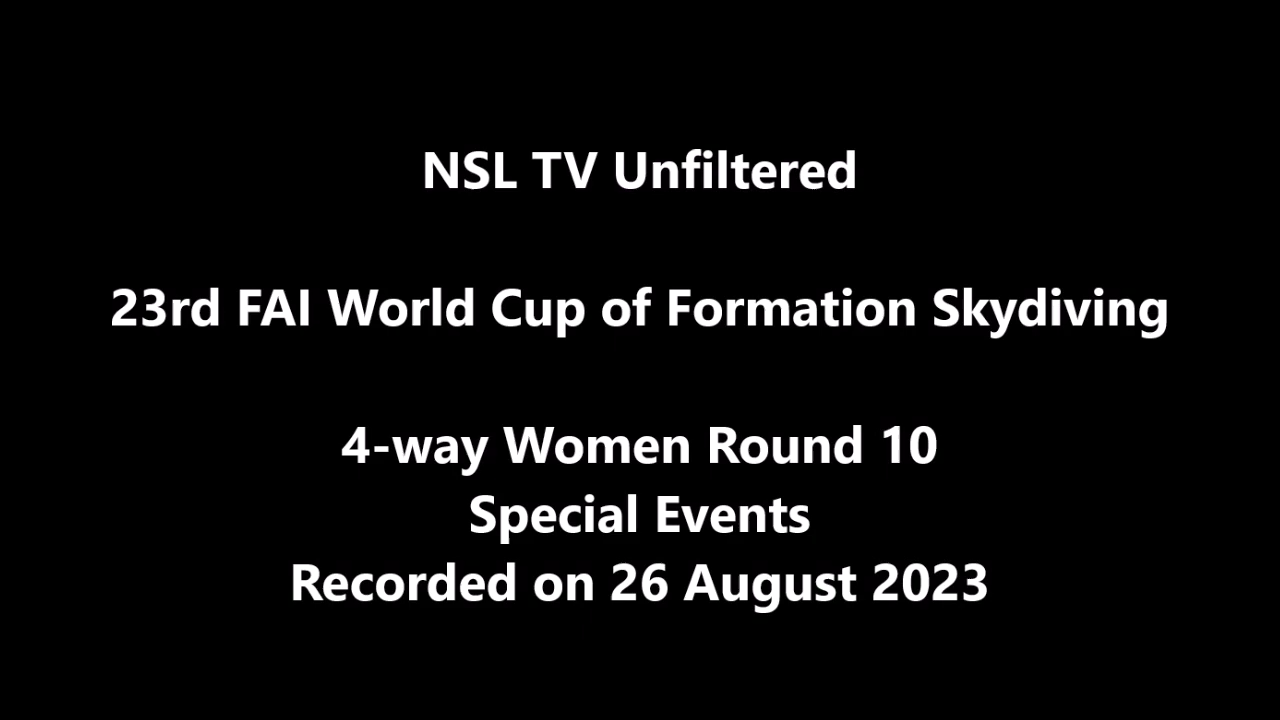 NSL TV Unfiltered
23rd FAI World Cup of Formation Skydiving
4-way Women Round 10
Special Events
Recorded on 26 August 2023